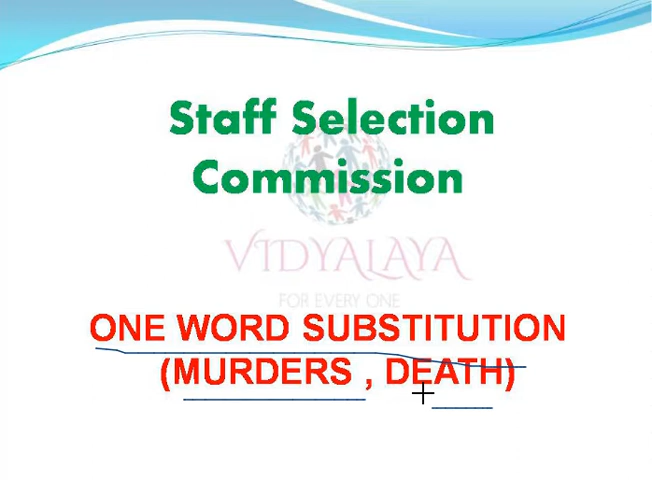 Staff Selection
Commission
VIDYALAYA
FOR EVERY ONE
ONE WORD SUBSTITUTION
(MURDERS , DEATH)